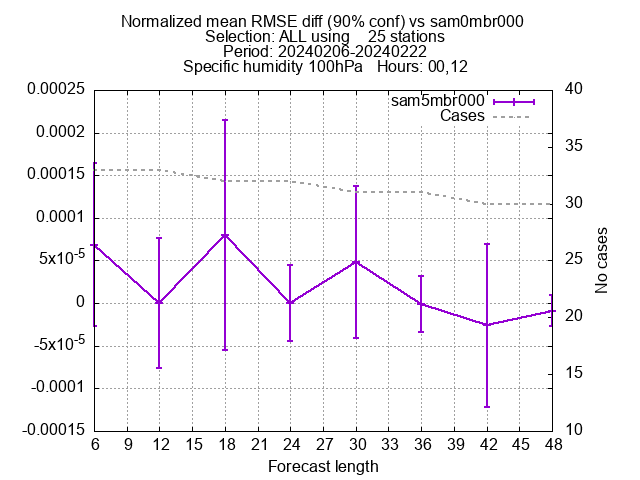 Normalized mean RMSE diff (90% conf) vs sam0mbr000
Selection: ALL using    25 stations
Period: 20240206-20240222
Specific humidity 100hPa   Hours: 00,12
sam5mbr000
Cases
0.00025
0.0002
0.00015
0.0001
5x10⁻⁵
0
-5x10⁻⁵
-0.0001
-0.00015
40
35
30
25
20
15
10
No cases
6 9 12 15 18 21 24 27 30 33 36 39 42 45 48
Forecast length